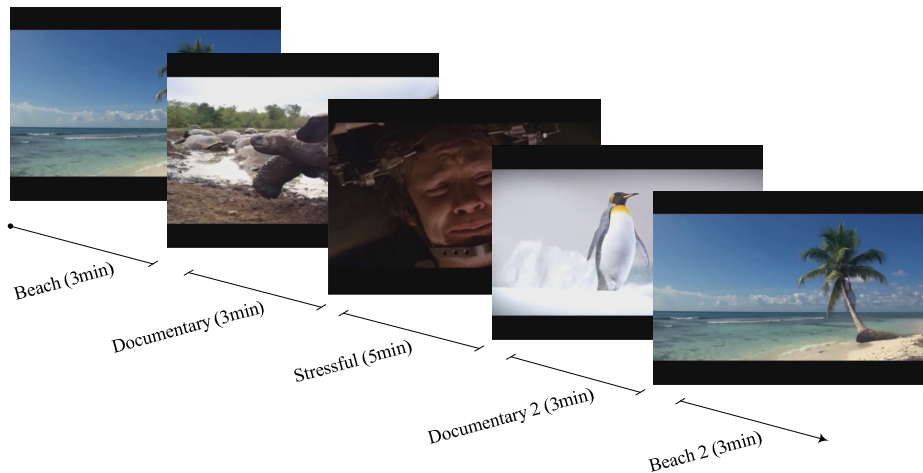 Beach (3min)
Documentary (3min)
Stressful (5min)
Documentary 2 (3min)
Beach 2 (3min)